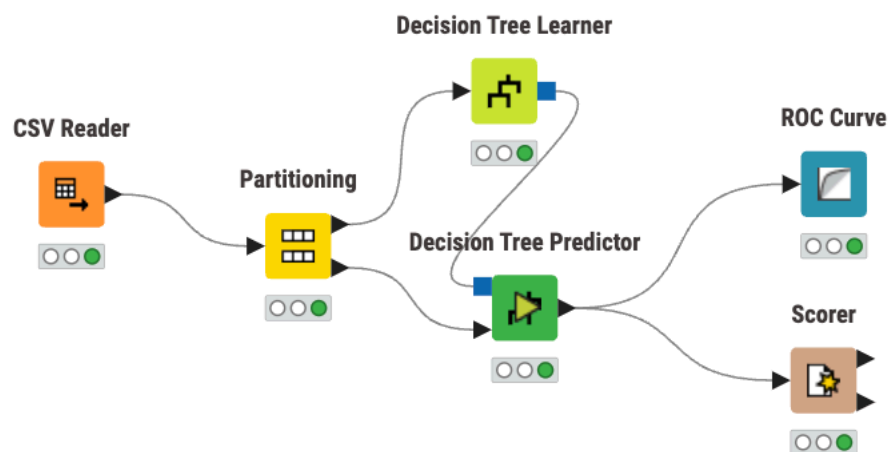 Decision Tree Learner
CSV Reader
ROC Curve
Partitioning
Decision Tree Predictor
Scorer